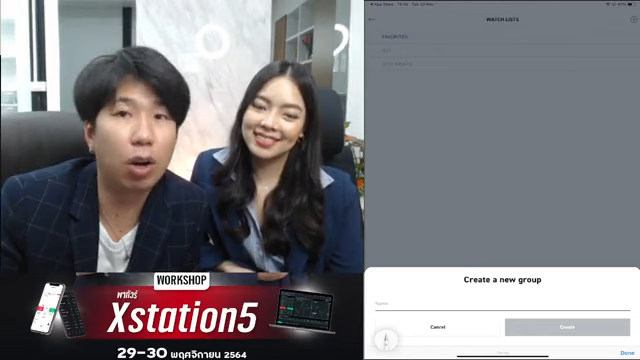 WATCH LISTS
FAVORITES
Create a new group
Name
Cancel
Create
Done
WORKSHOP
พาทัวร์
Xstation5
29-30 พฤศจิกายน 2564